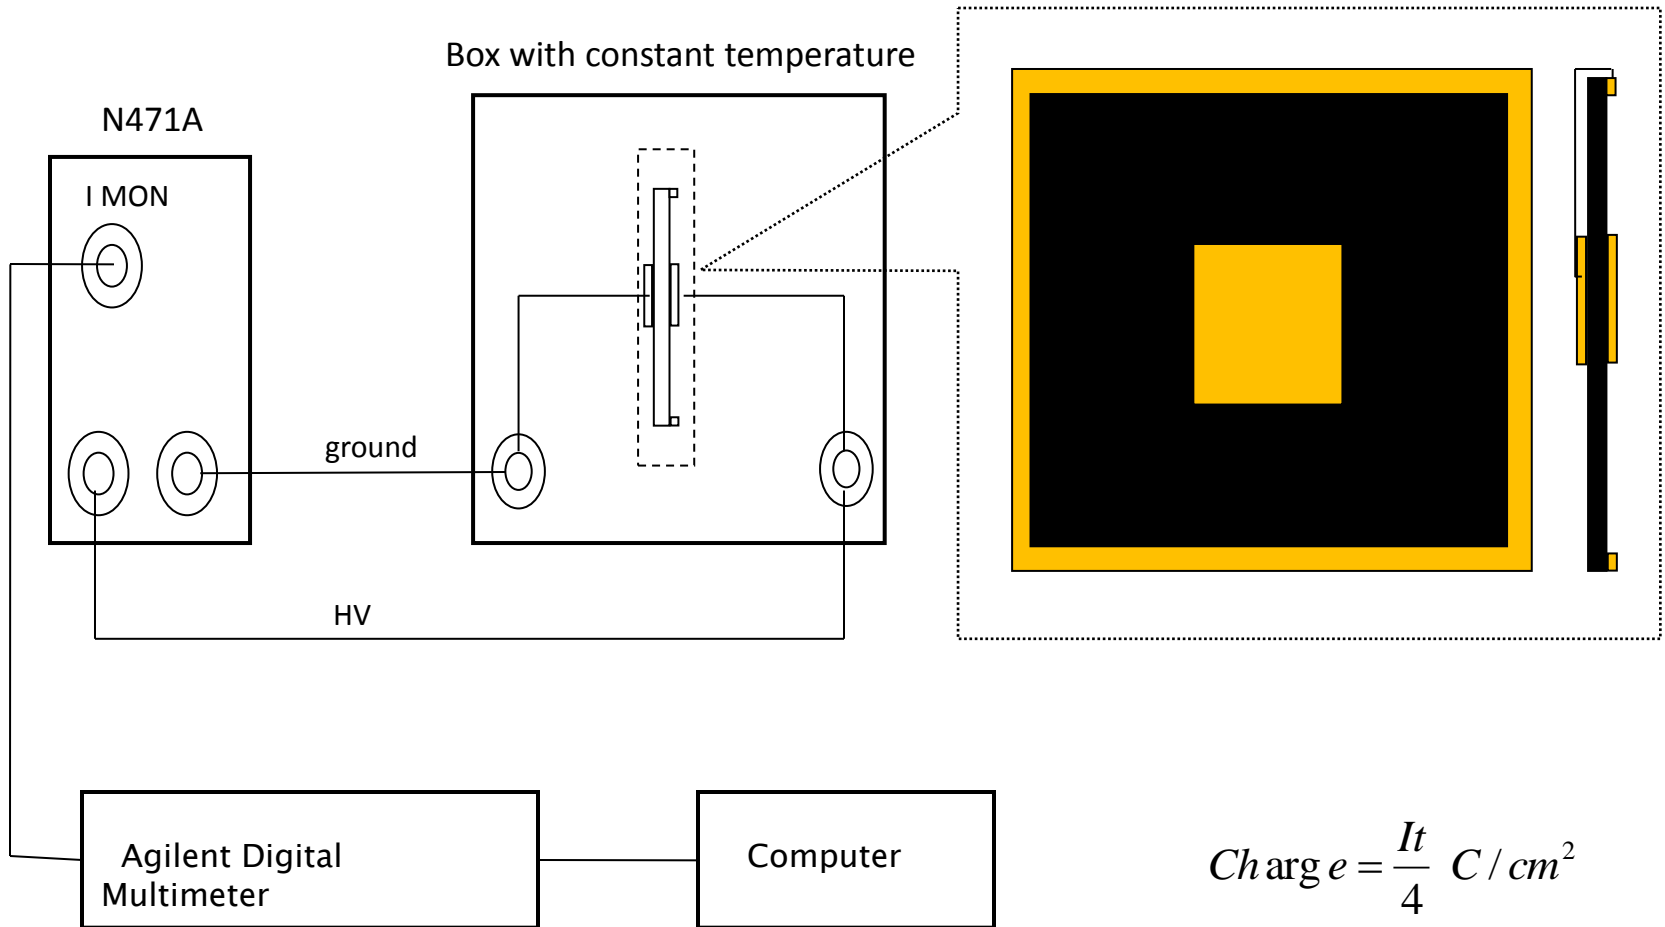 Box with constant temperature
N471A
I MON
ground
HV
Agilent Digital
Multimeter
Computer
Charge = It/4 C/cm²